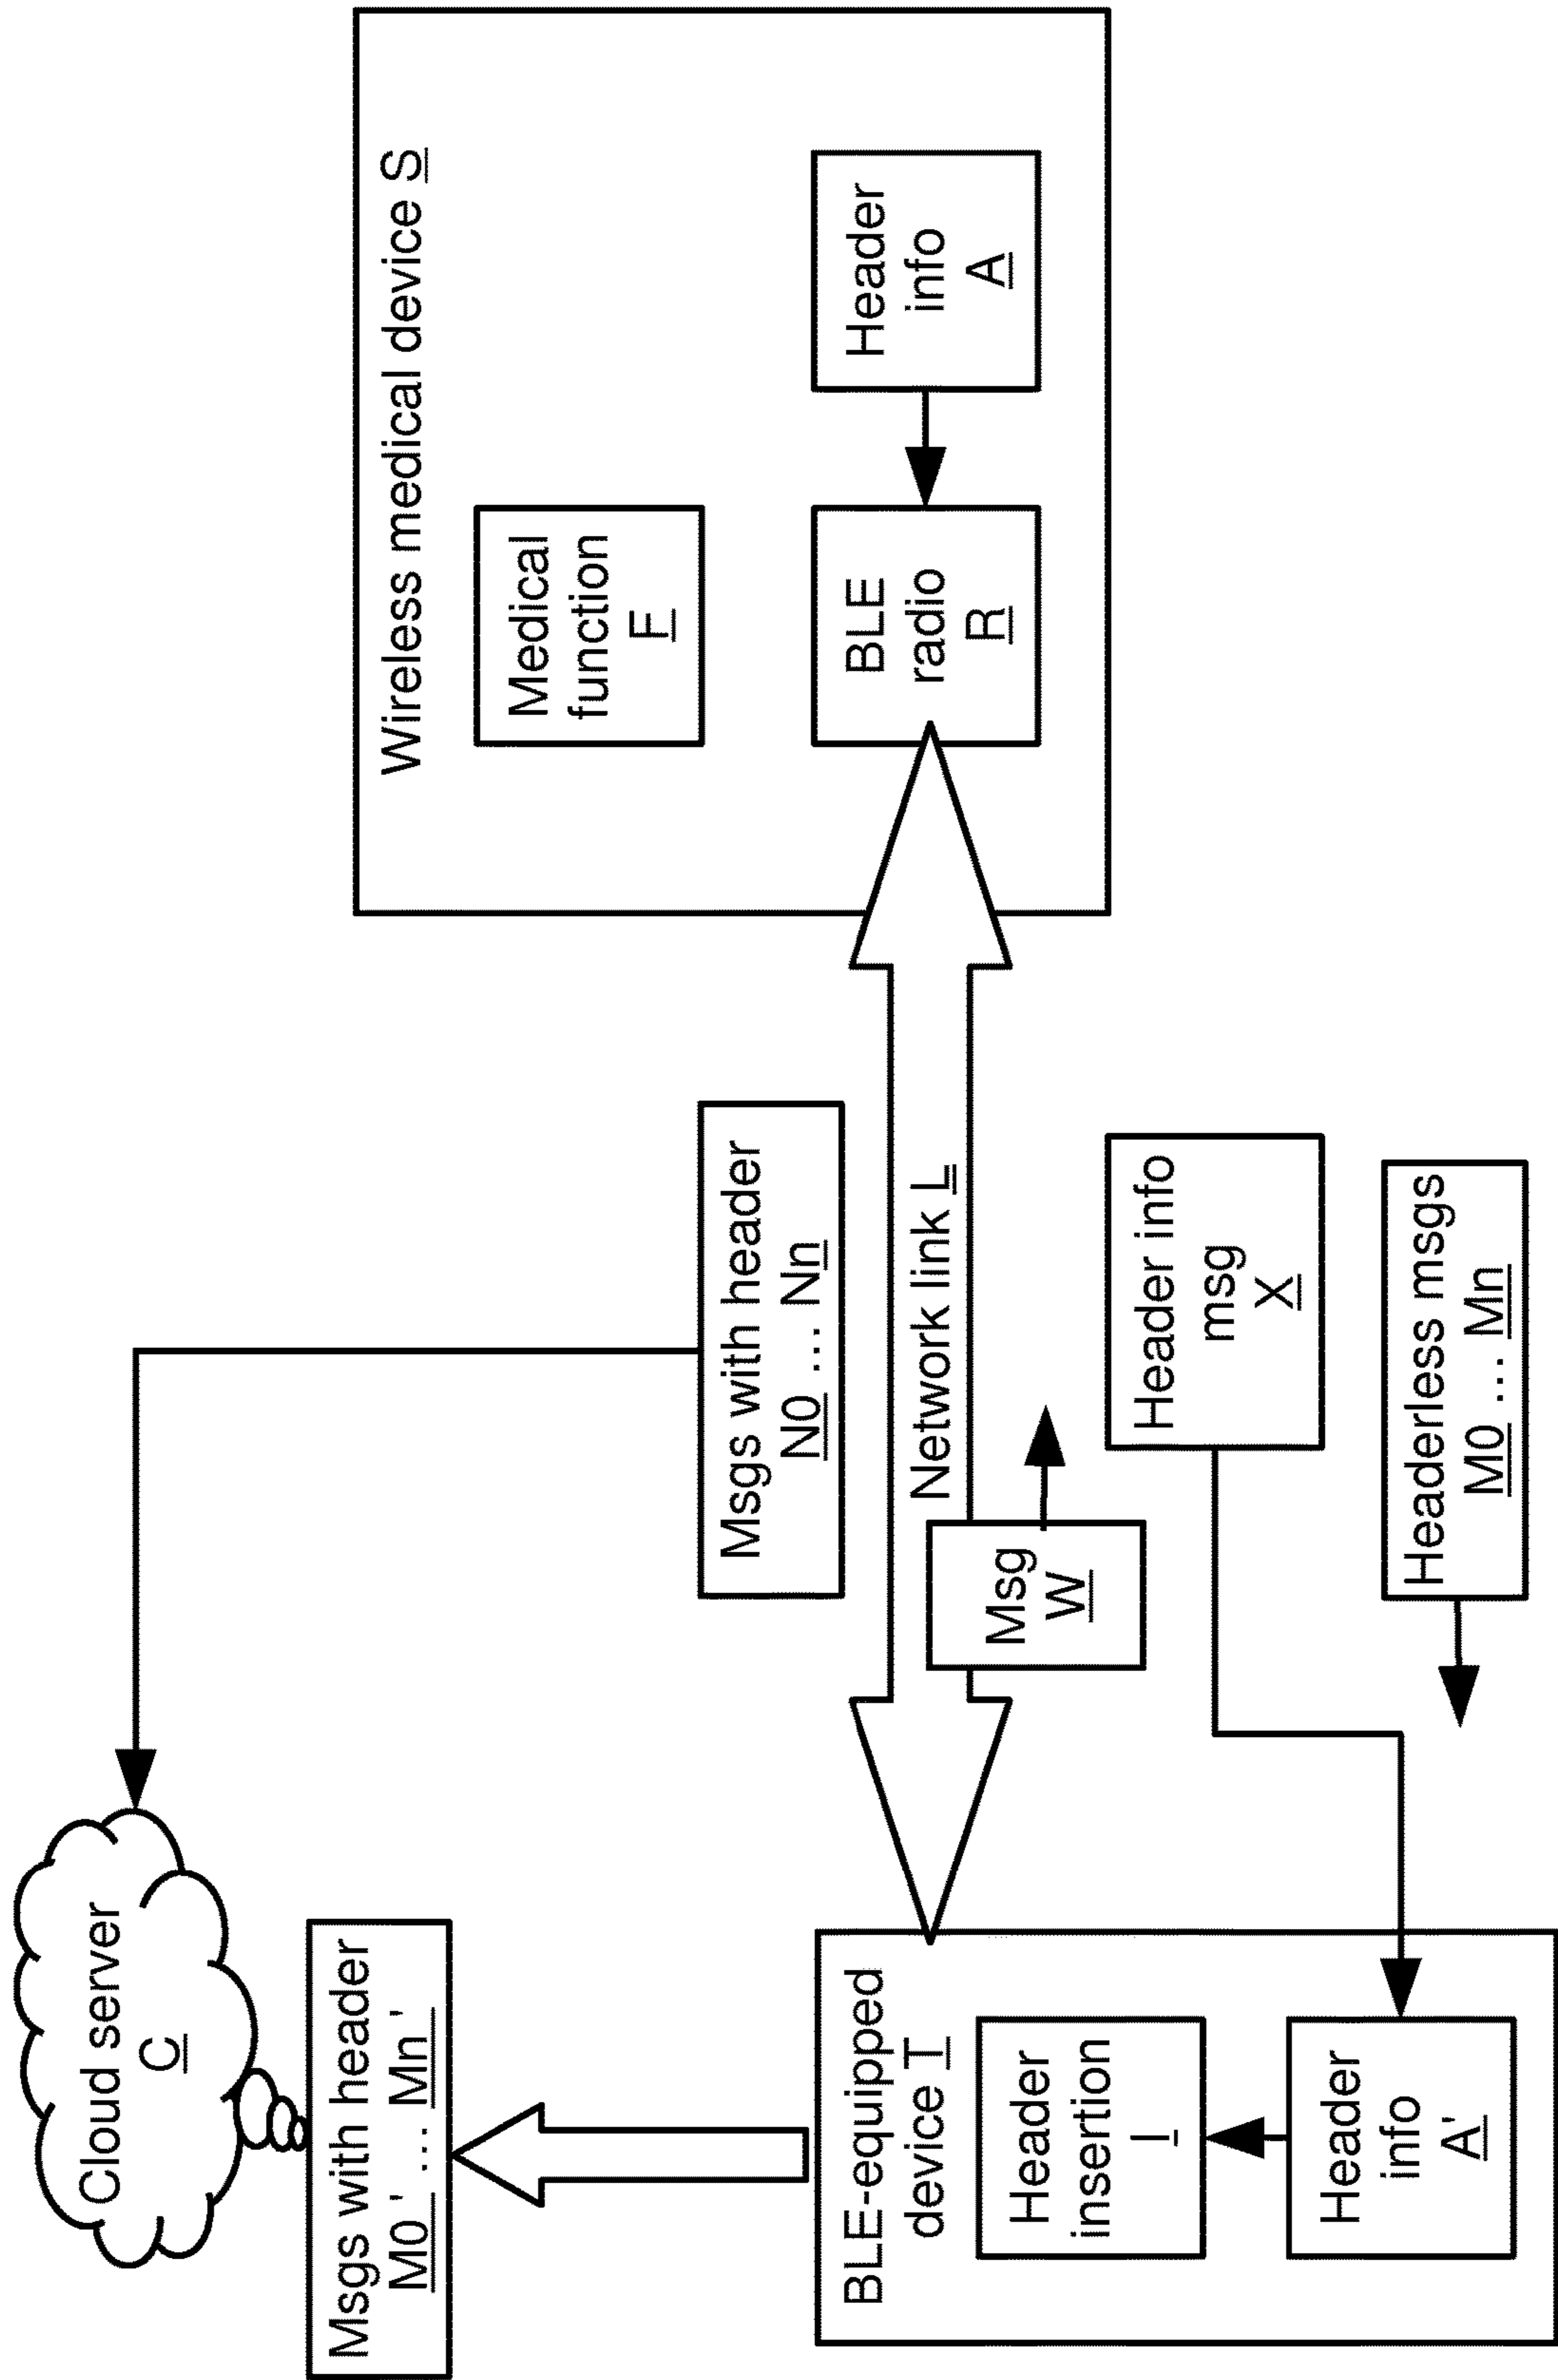 Cloud server
C
Msgs with header
M0 ' ... Mn '
BLE-equipped
device T
Header
insertion
I
Header
info
A'
Msgs with header
N0 ... Nn
Network link L
Msg
W
Header info
msg
X
Headerless msgs
M0 ... Mn
Wireless medical device S
Medical
function
F
BLE
radio
R
Header
info
A